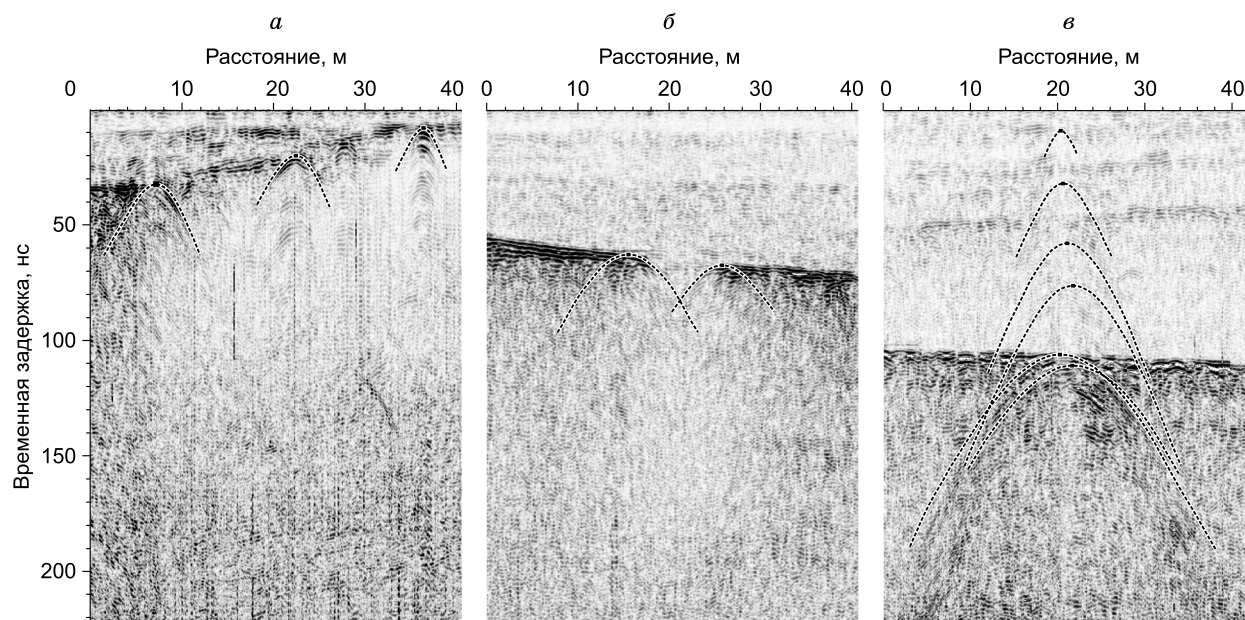 а б в
Расстояние, м Расстояние, м Расстояние, м
0 10 20 30 40 0 10 20 30 40 0 10 20 30 40
Временная задержка, нс
50
100
150
200